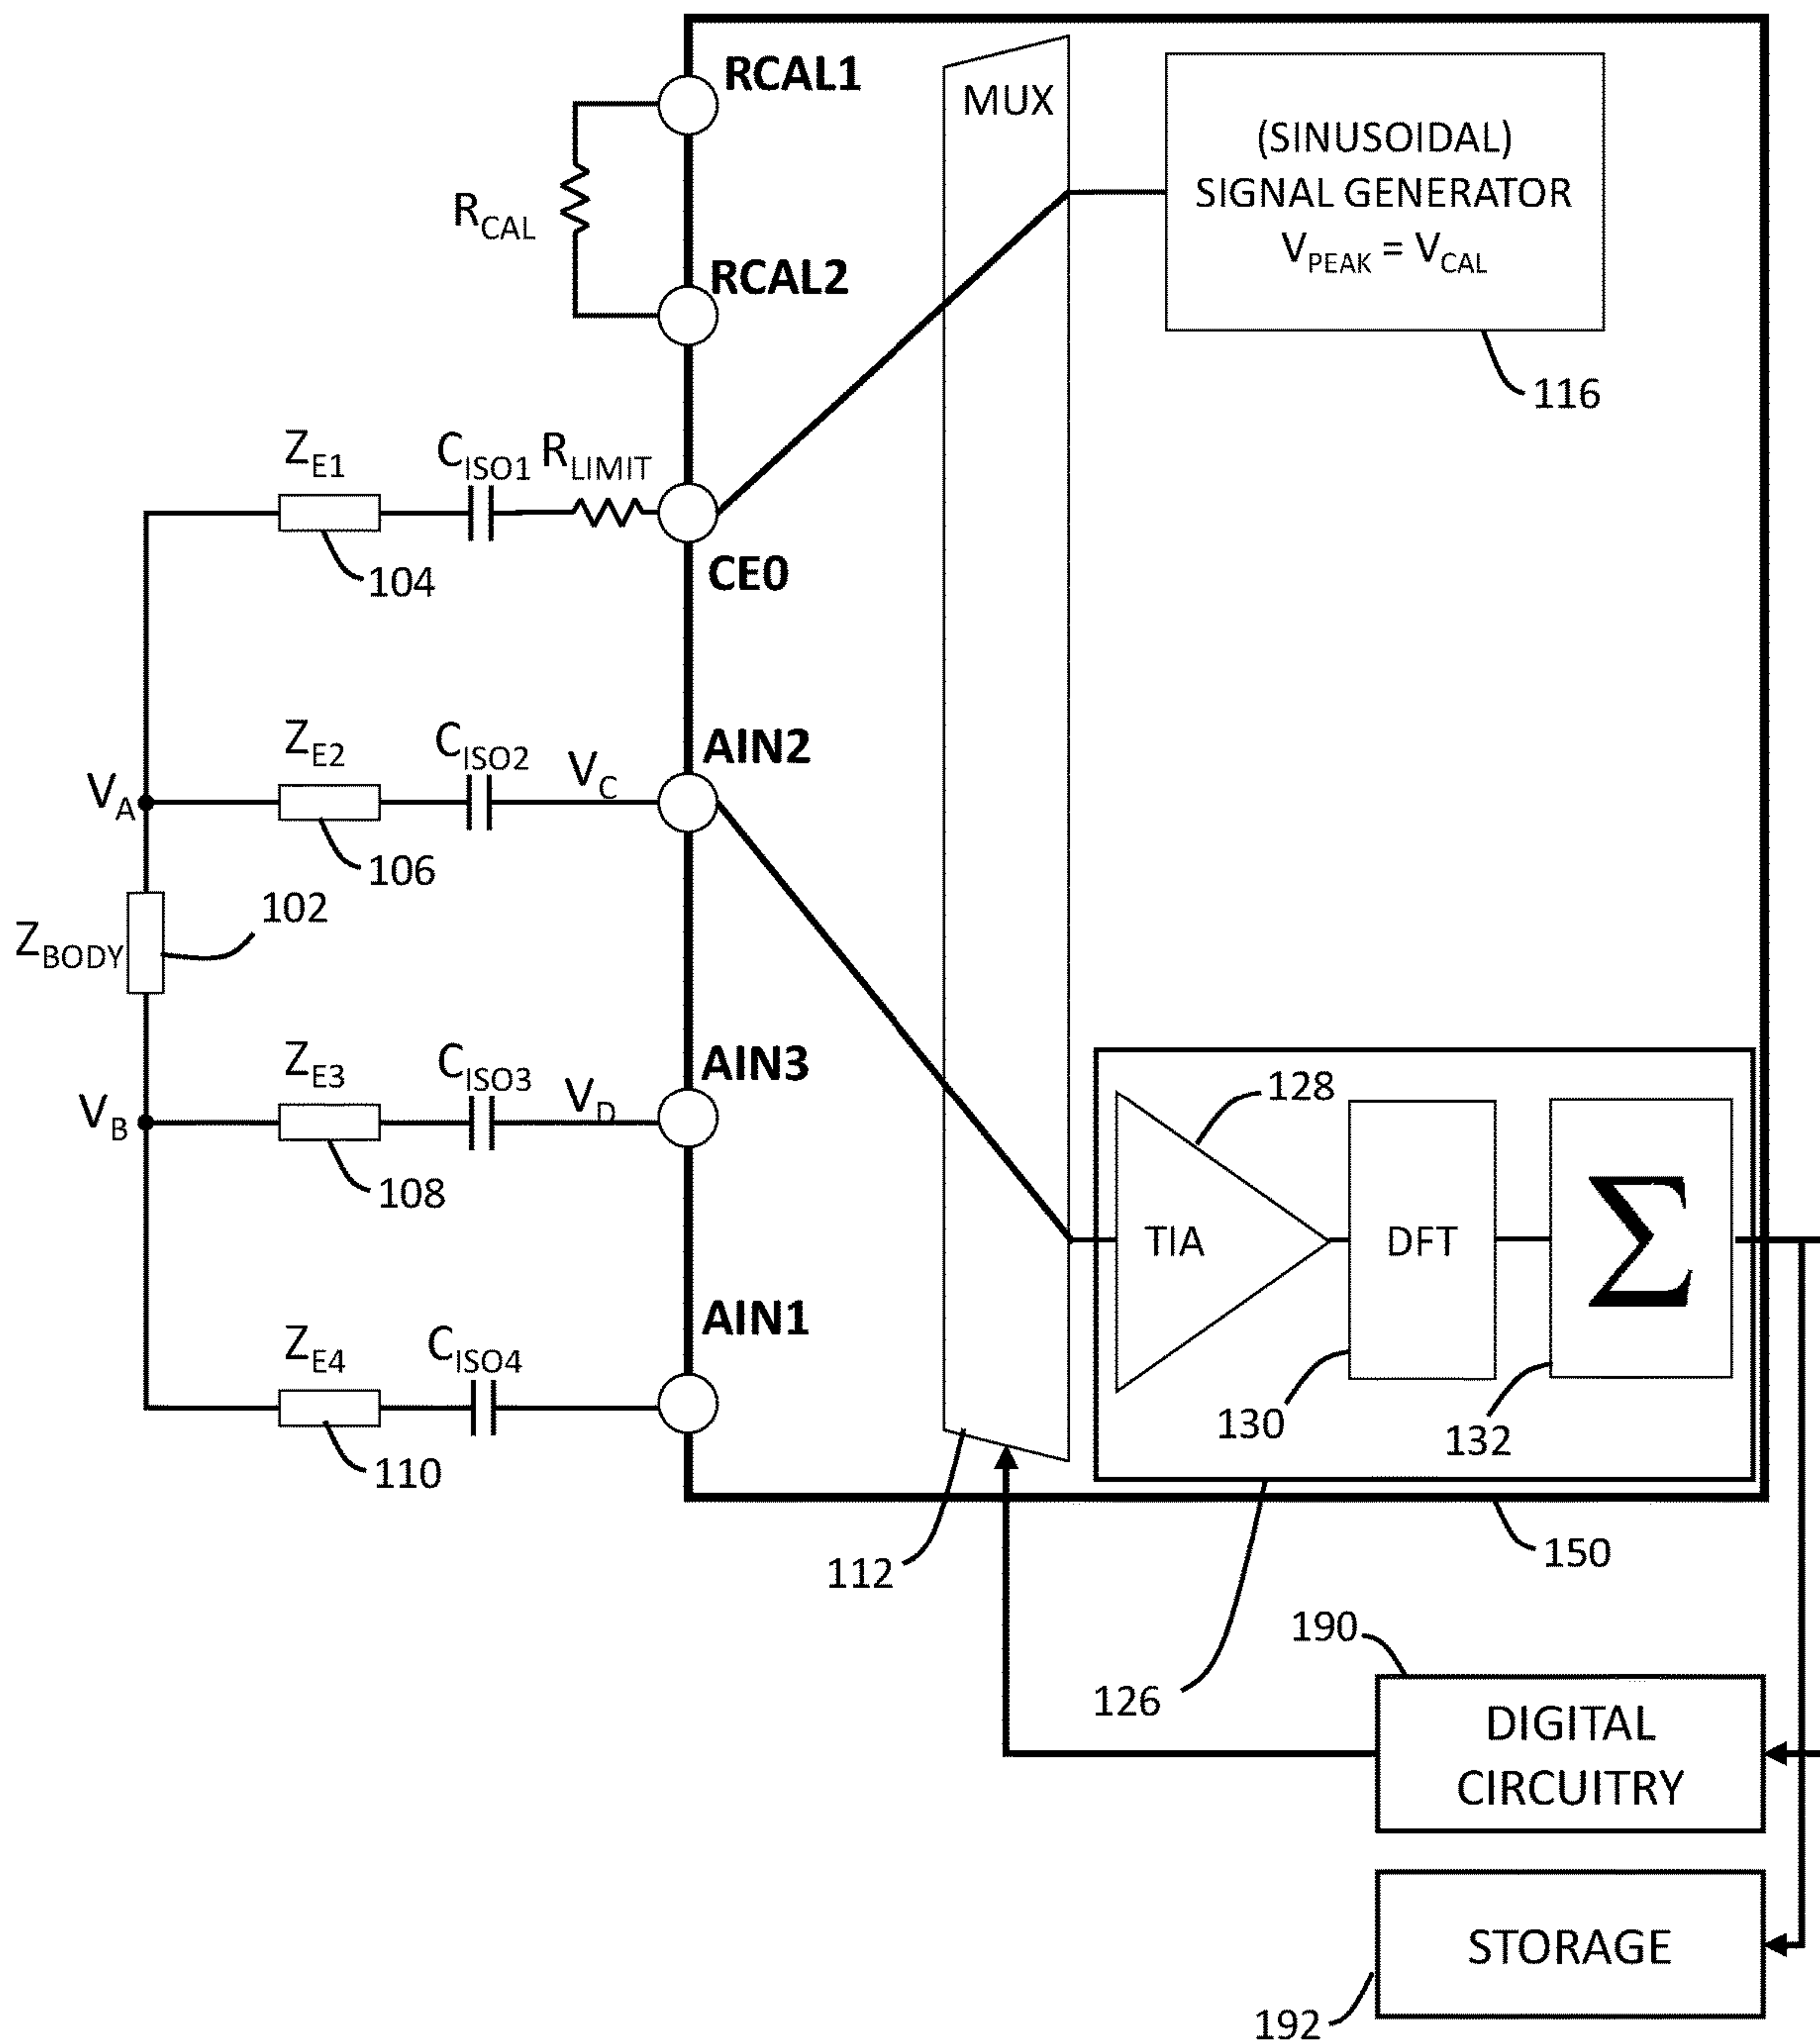 RCAL1
MUX
(SINUSOIDAL)
SIGNAL GENERATOR
VPEAK = VCAL
RCAL
RCAL2
116
ZE1
CISO1
RLIMIT
104
CE0
ZE2
CISO2
VC
AIN2
VA
106
102
ZBODY
ZE3
CISO3
VD
AIN3
VB
108
128
TIA
DFT
Σ
AIN1
ZE4
CISO4
110
130
132
112
150
126
190
DIGITAL
CIRCUITRY
STORAGE
192